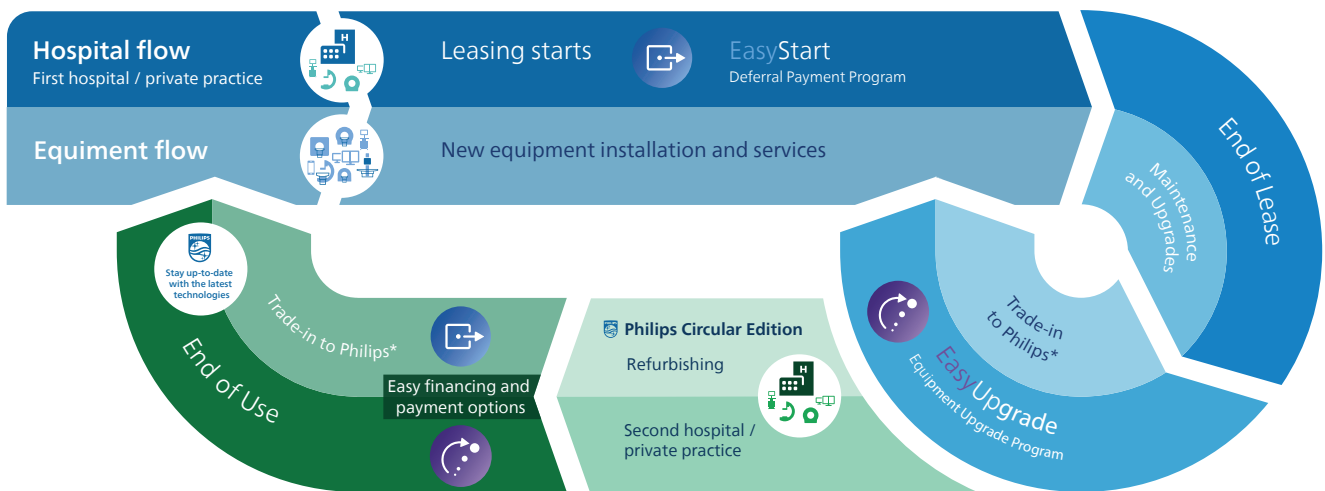 Hospital flow
First hospital / private practice
H
Leasing starts
EasyStart
Deferral Payment Program
Equiment flow
New equipment installation and services
End of Lease
Maintenance
and Upgrades
Trade-in
to Philips*
EasyUpgrade
Equipment Upgrade Program
Philips Circular Edition
Refurbishing
H
Second hospital /
private practice
PHILIPS
Stay up-to-date
with the latest
technologies
Trade-in to Philips*
End of Use
Easy financing and
payment options